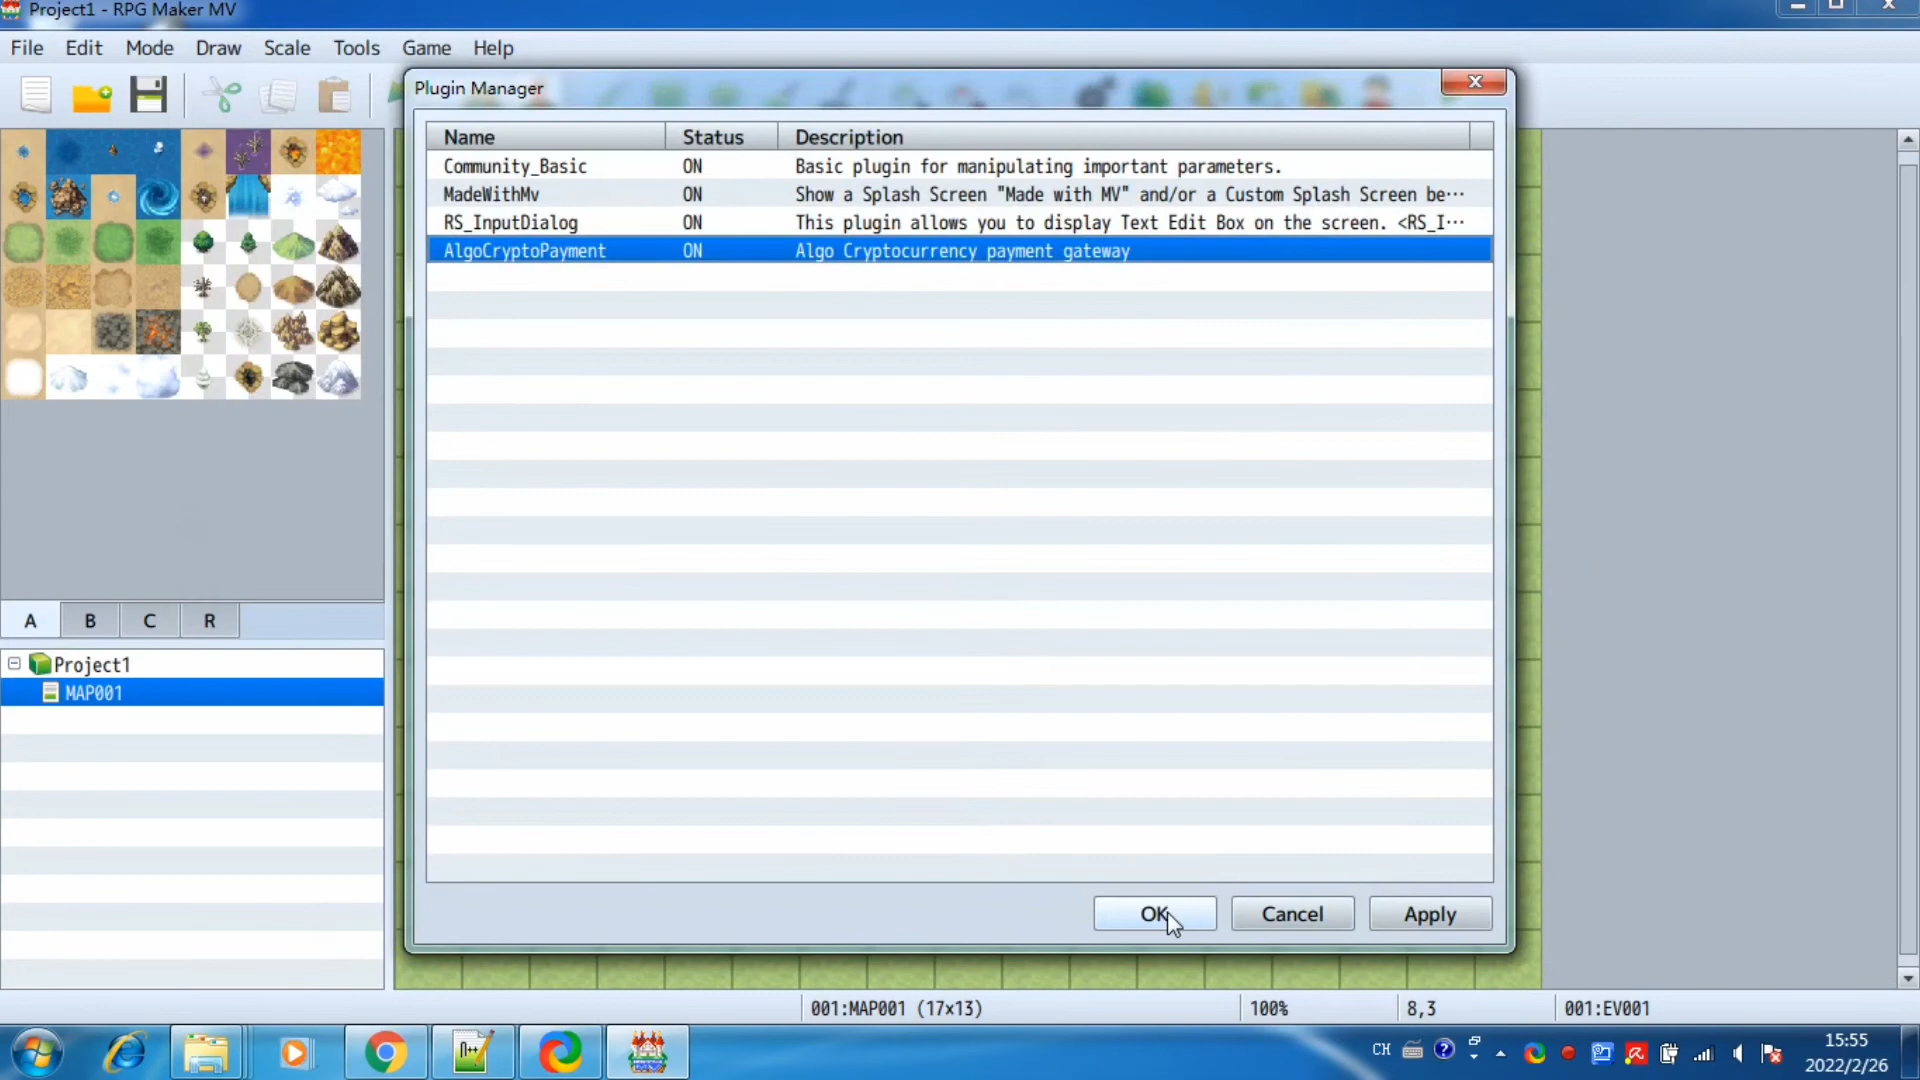 Project1 - RPG Maker MV
File Edit Mode Draw Scale Tools Game Help
Plugin Manager
Name Status Description
Community_Basic ON Basic plugin for manipulating important parameters.
MadeWithMv ON Show a Splash Screen "Made with MV" and/or a Custom Splash Screen be…
RS_InputDialog ON This plugin allows you to display Text Edit Box on the screen. <RS_I…
AlgoCryptoPayment ON Algo Cryptocurrency payment gateway
A B C R
Project1
MAP001
OK Cancel Apply
001:MAP001 (17x13) 100% 8,3 001:EV001
CH
15:55
2022/2/26